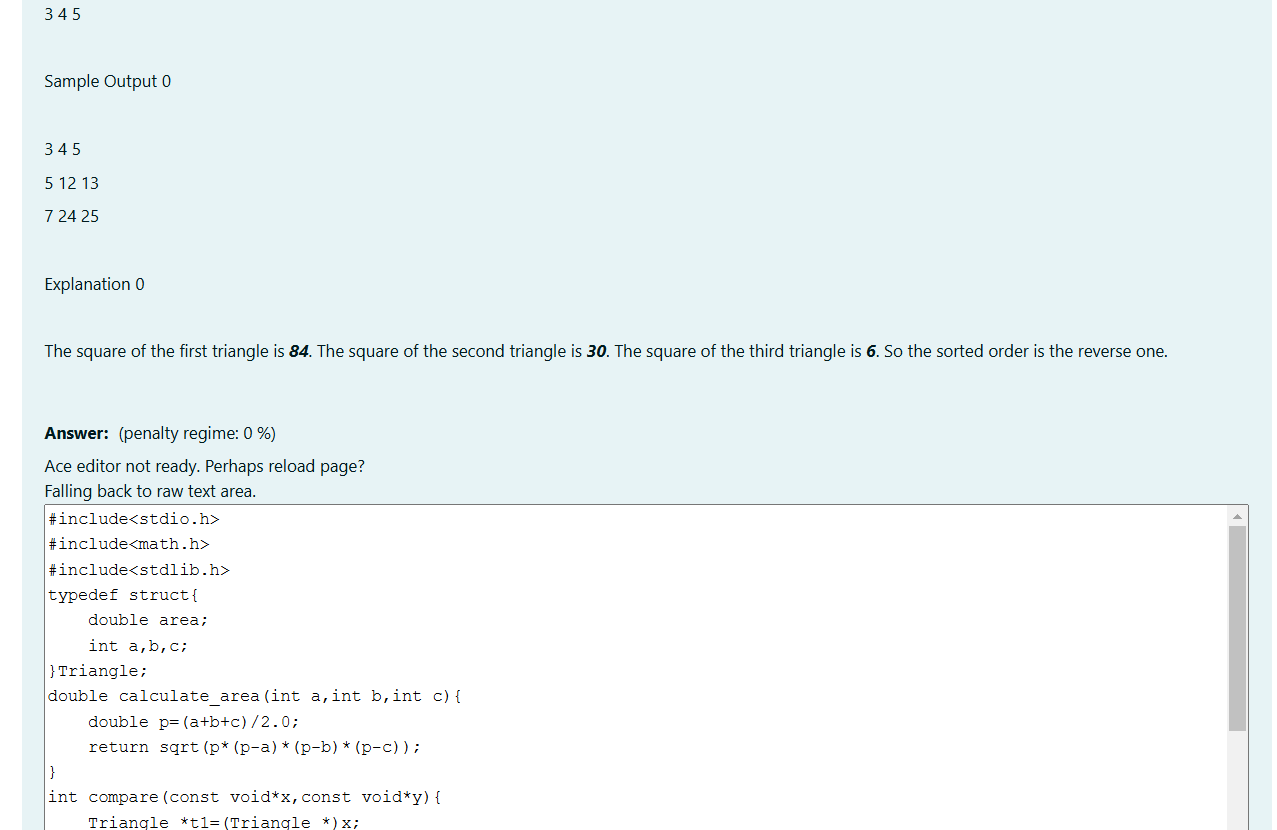 3 4 5
Sample Output 0
3 4 5
5 12 13
7 24 25
Explanation 0
The square of the first triangle is 84. The square of the second triangle is 30. The square of the third triangle is 6. So the sorted order is the reverse one.
Answer: (penalty regime: 0 %)
Ace editor not ready. Perhaps reload page?
Falling back to raw text area.
#include<stdio.h>
#include<math.h>
#include<stdlib.h>
typedef struct{
    double area;
    int a,b,c;
}Triangle;
double calculate_area(int a,int b,int c){
    double p=(a+b+c)/2.0;
    return sqrt(p*(p-a)*(p-b)*(p-c));
}
int compare(const void*x,const void*y){
    Triangle *t1=(Triangle *)x;